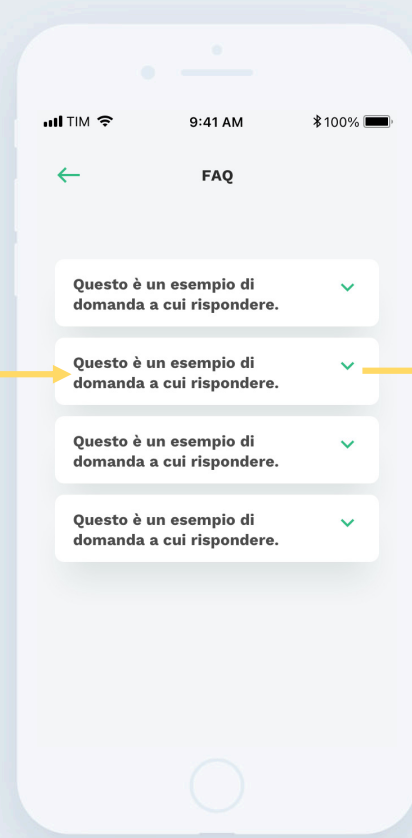 TIM 9:41 AM 100%
FAQ
Questo è un esempio di
domanda a cui rispondere.
Questo è un esempio di
domanda a cui rispondere.
Questo è un esempio di
domanda a cui rispondere.
Questo è un esempio di
domanda a cui rispondere.